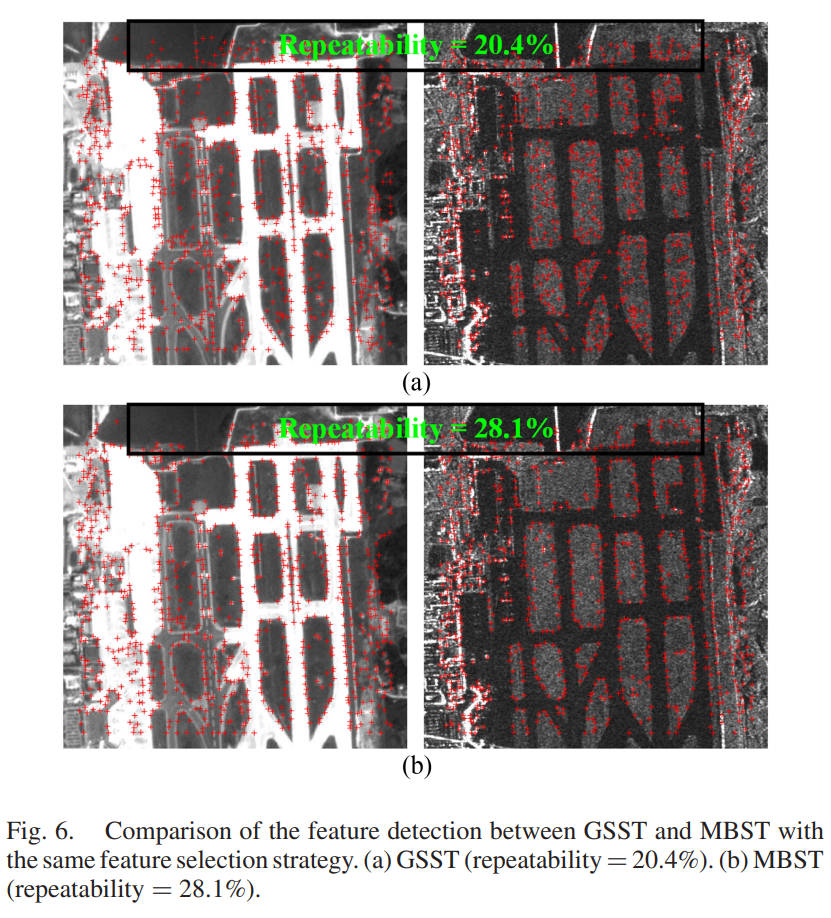 Repeatability = 20.4%
(a)
Repeatability = 28.1%
(b)
Fig. 6. Comparison of the feature detection between GSST and MBST with
the same feature selection strategy. (a) GSST (repeatability = 20.4%). (b) MBST
(repeatability = 28.1%).